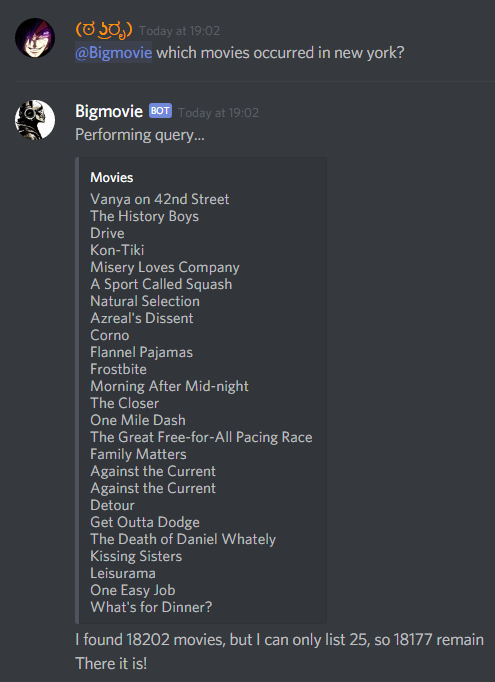 (ಠ ʖ̯ಠೃ) Today at 19:02
@Bigmovie which movies occurred in new york?
Bigmovie BOT Today at 19:02
Performing query...
Movies
Vanya on 42nd Street
The History Boys
Drive
Kon-Tiki
Misery Loves Company
A Sport Called Squash
Natural Selection
Azreal's Dissent
Corno
Flannel Pajamas
Frostbite
Morning After Mid-night
The Closer
One Mile Dash
The Great Free-for-All Pacing Race
Family Matters
Against the Current
Against the Current
Detour
Get Outta Dodge
The Death of Daniel Whately
Kissing Sisters
Leisurama
One Easy Job
What's for Dinner?
I found 18202 movies, but I can only list 25, so 18177 remain
There it is!